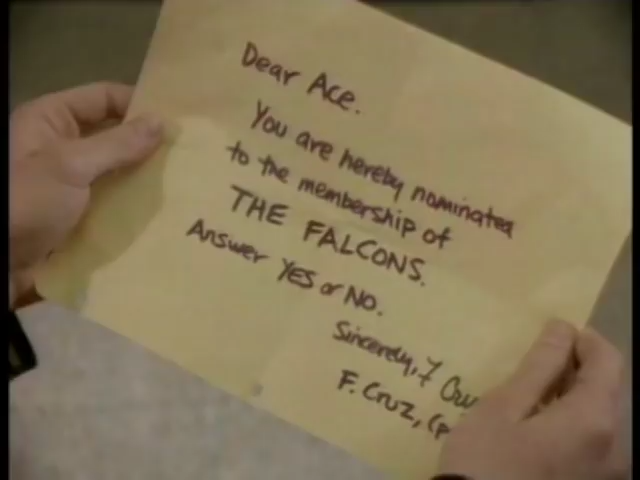 Dear Ace.
You are hereby nominated
to the membership of
THE FALCONS.
Answer YES or NO.
Sincerely,
F. Cruz,